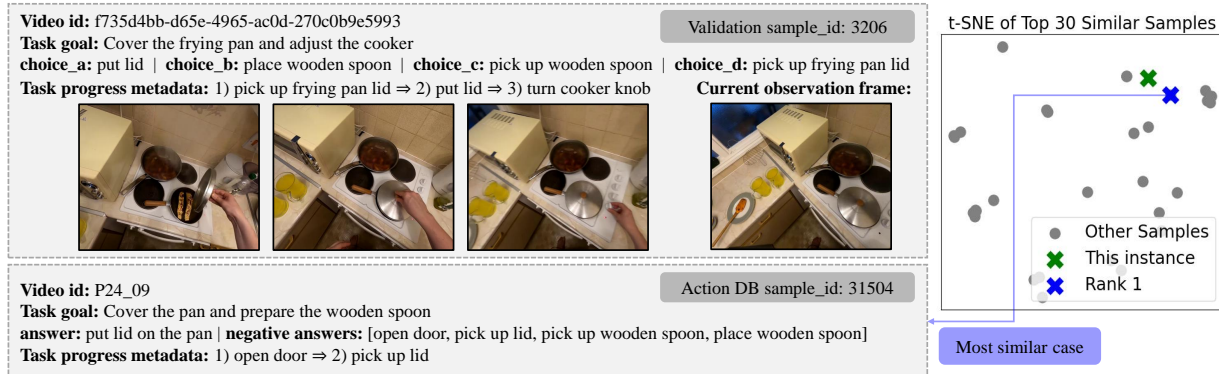 Video id: f735d4bb-d65e-4965-ac0d-270c0b9e5993
Validation sample_id: 3206
Task goal: Cover the frying pan and adjust the cooker
choice_a: put lid | choice_b: place wooden spoon | choice_c: pick up wooden spoon | choice_d: pick up frying pan lid
Task progress metadata: 1) pick up frying pan lid ⇒ 2) put lid ⇒ 3) turn cooker knob
Current observation frame:
Video id: P24_09
Action DB sample_id: 31504
Task goal: Cover the pan and prepare the wooden spoon
answer: put lid on the pan | negative answers: [open door, pick up lid, pick up wooden spoon, place wooden spoon]
Task progress metadata: 1) open door ⇒ 2) pick up lid
t-SNE of Top 30 Similar Samples
Other Samples
This instance
Rank 1
Most similar case